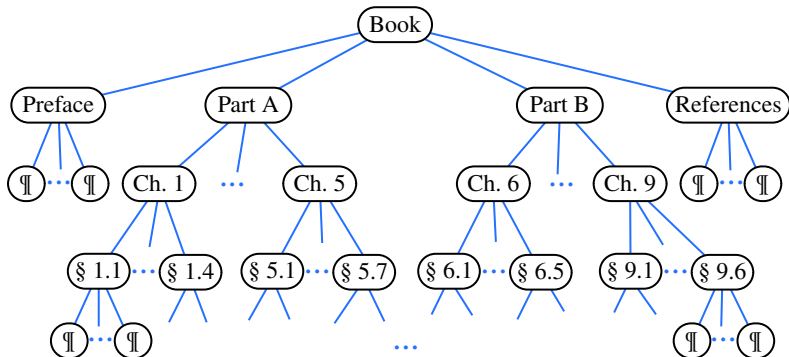 Book
Preface Part A Part B References
¶ ... ¶ Ch. 1 ... Ch. 5 Ch. 6 ... Ch. 9 ¶ ... ¶
§ 1.1 ... § 1.4 § 5.1 ... § 5.7 § 6.1 ... § 6.5 § 9.1 ... § 9.6
¶ ... ¶ ... ¶ ... ¶